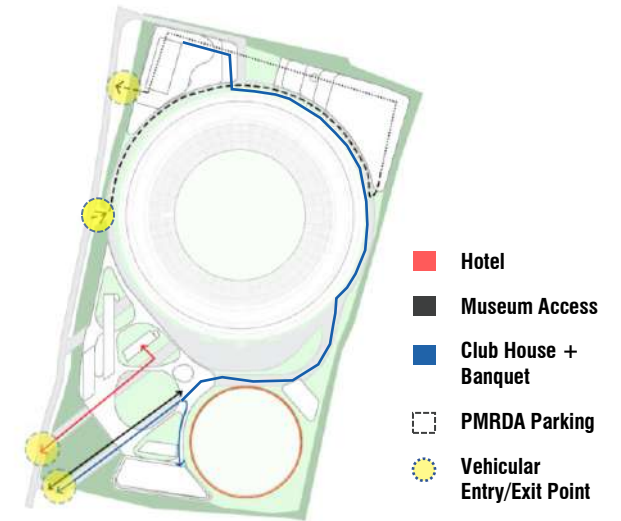 Hotel
Museum Access
Club House +
Banquet
PMRDA Parking
Vehicular
Entry/Exit Point